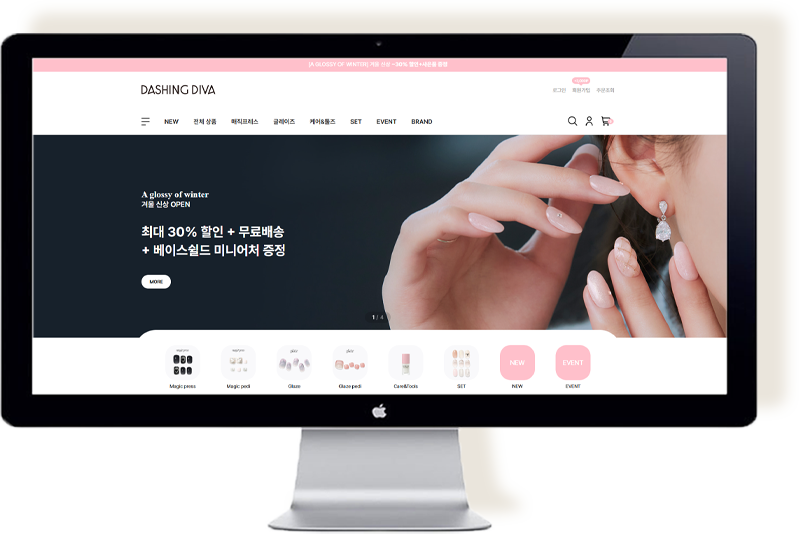 [A GLOSSY OF WINTER] 겨울 신상 ~30% 할인+사은품 증정
DASHING DIVA
로그인 회원가입 주문조회
NEW 전체 상품 매직프레스 글레이즈 케어&툴즈 SET EVENT BRAND
A glossy of winter
겨울 신상 OPEN
최대 30% 할인 + 무료배송
+ 베이스쉴드 미니어처 증정
MORE
1 / 4
NEW EVENT
Magic press Magic pedi Glaze Glaze pedi Care&Tools SET NEW EVENT